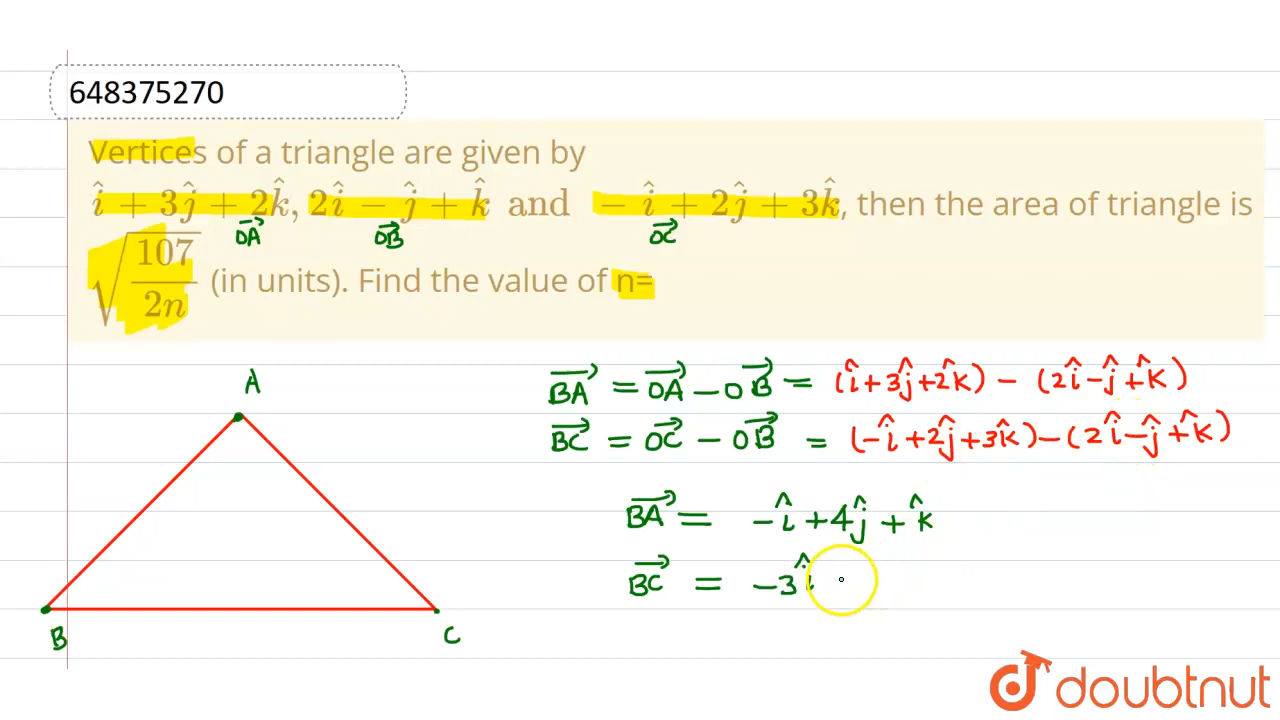 648375270
Vertices of a triangle are given by
î + 3ĵ + 2k̂, 2î − ĵ + k̂ and − î + 2ĵ + 3k̂, then the area of triangle is
OA⃗ OB⃗ OC⃗
√(107/2n) (in units). Find the value of n=
A
BA⃗ = OA⃗ − OB⃗ = (î + 3ĵ + 2k̂) − (2î − ĵ + k̂)
BC⃗ = OC⃗ − OB⃗ = (−î + 2ĵ + 3k̂) − (2î − ĵ + k̂)
BA⃗ = −î + 4ĵ + k̂
BC⃗ = −3î
B C
doubtnut